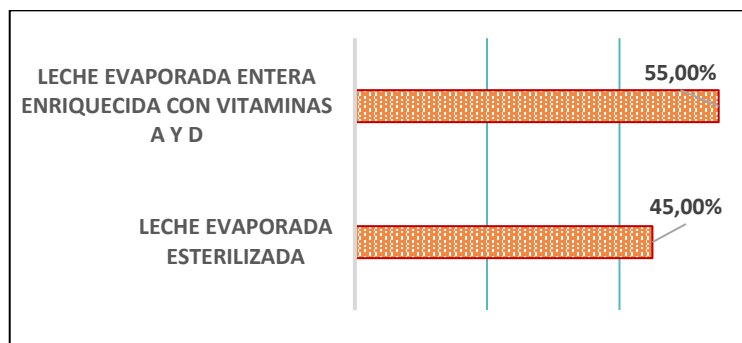 LECHE EVAPORADA ENTERA
ENRIQUECIDA CON VITAMINAS
A Y D
55,00%
LECHE EVAPORADA
ESTERILIZADA
45,00%